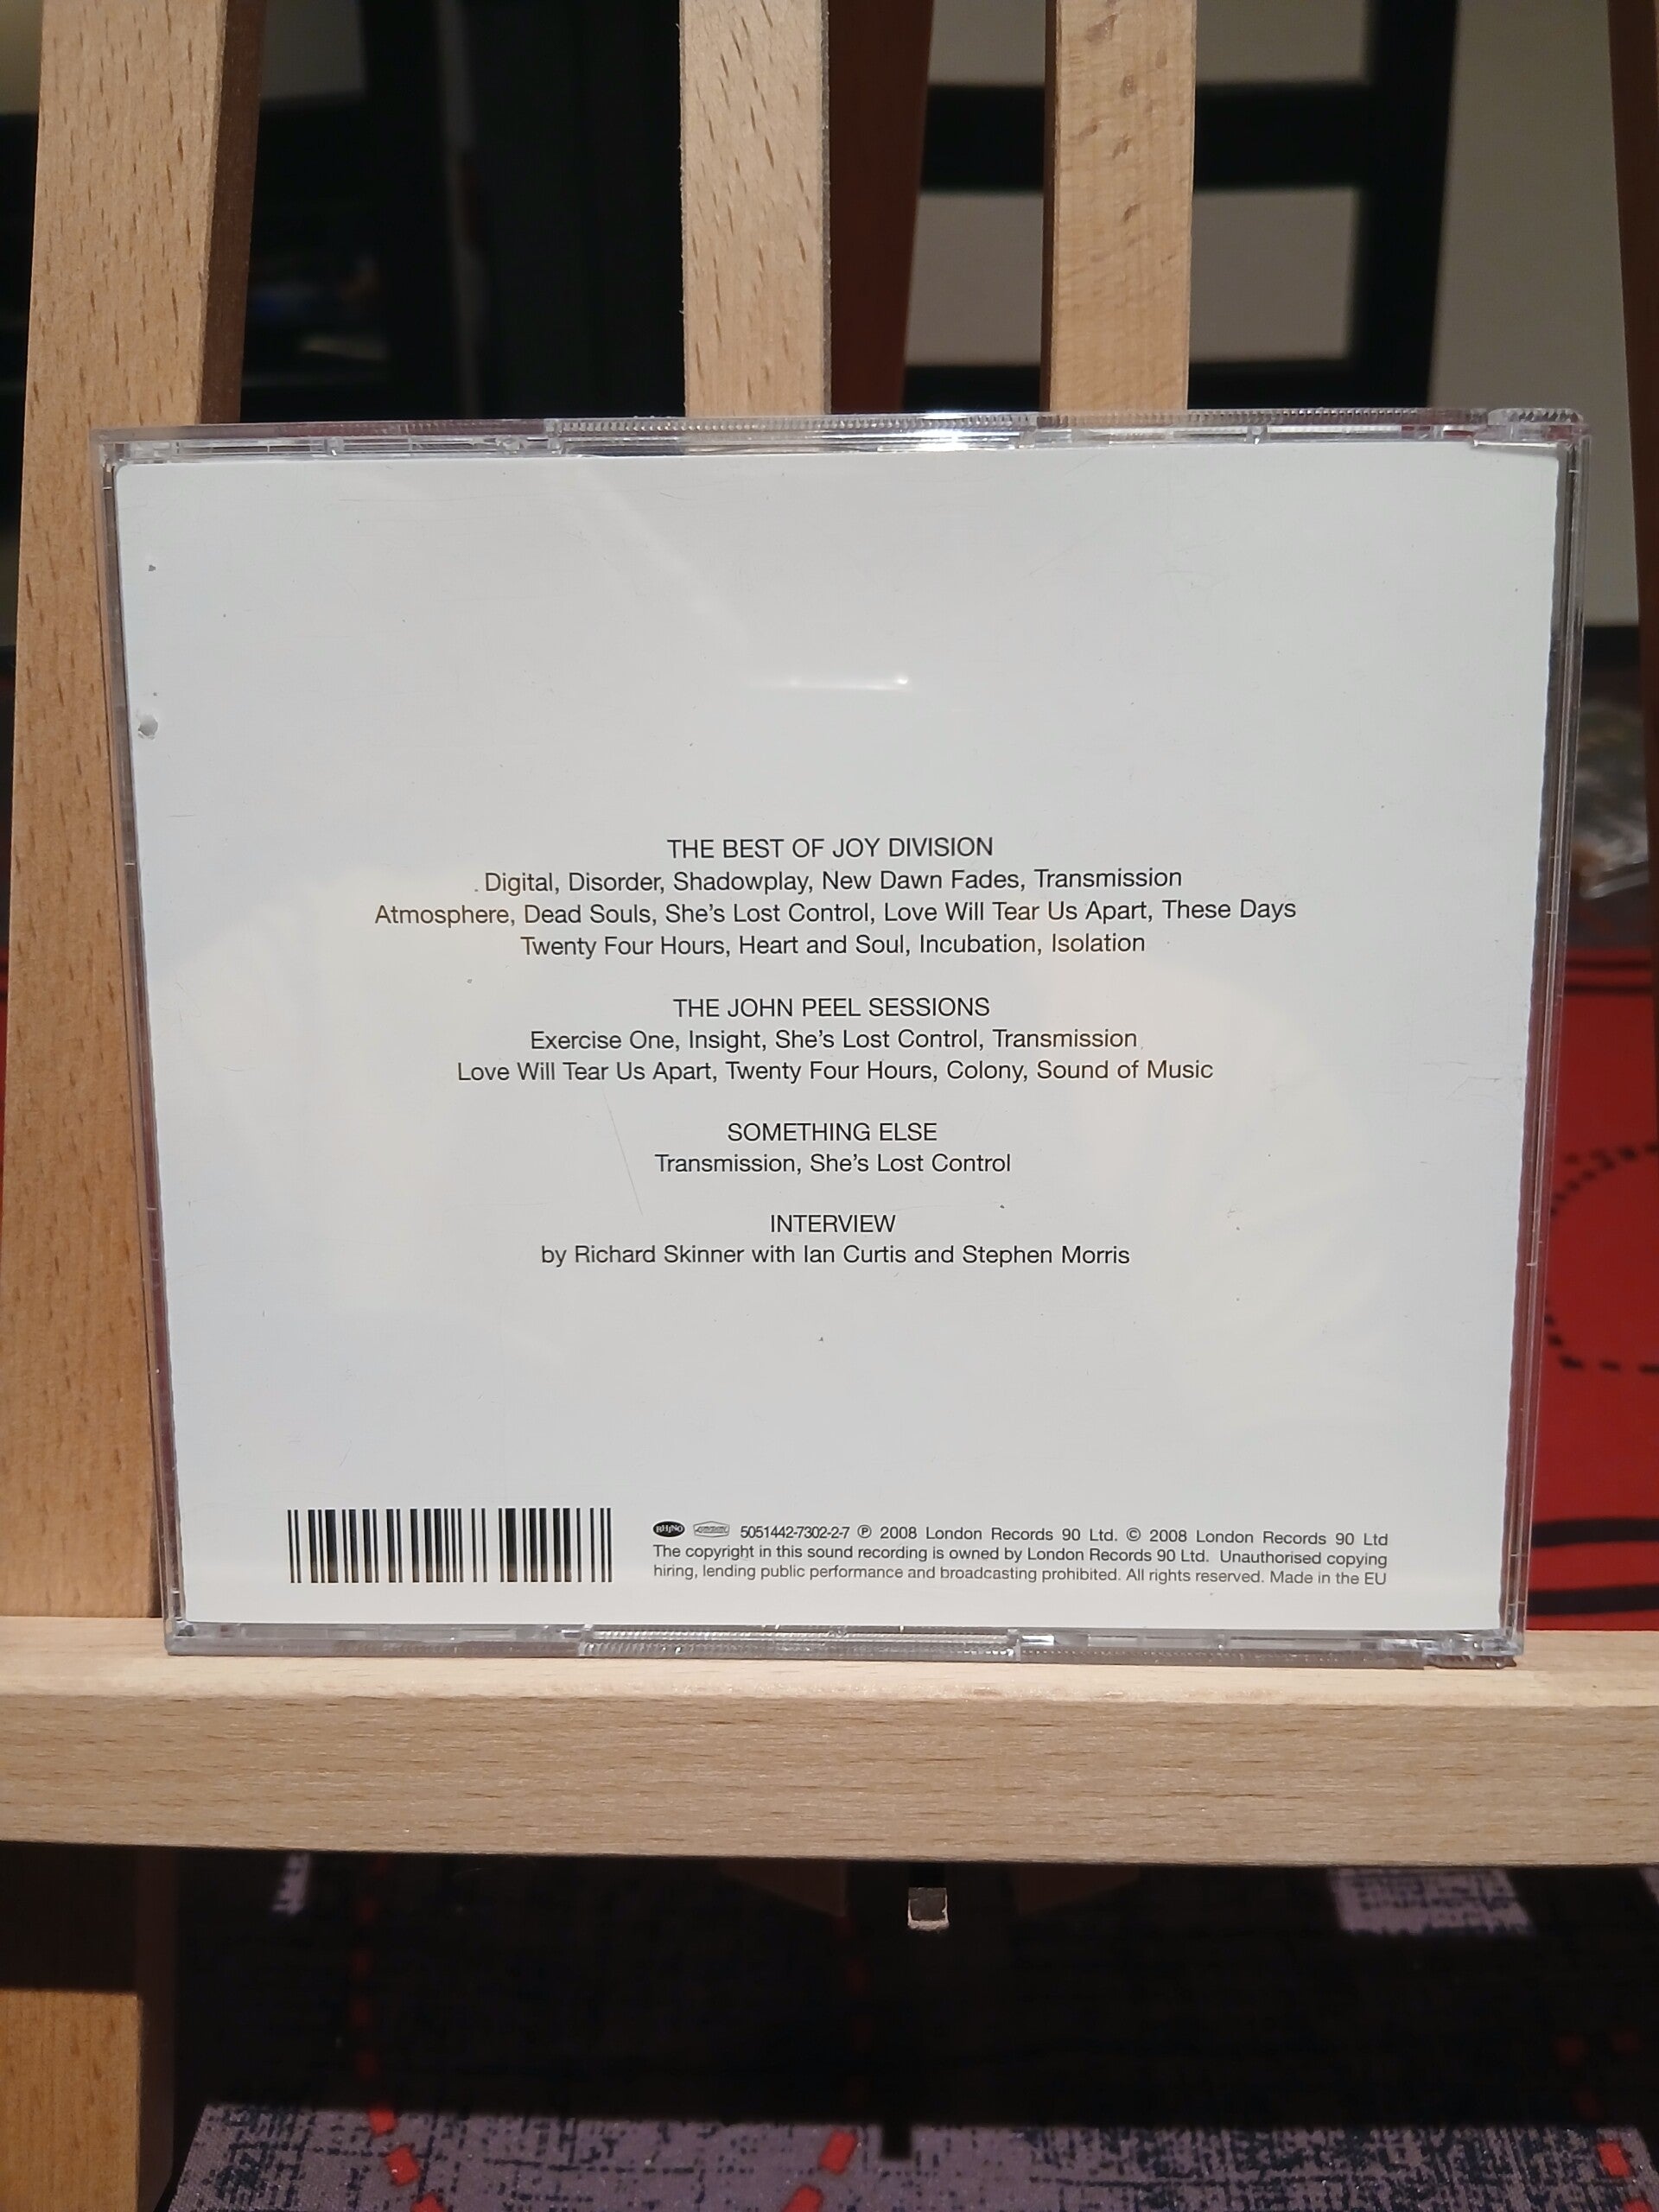 THE BEST OF JOY DIVISION
Digital, Disorder, Shadowplay, New Dawn Fades, Transmission
Atmosphere, Dead Souls, She's Lost Control, Love Will Tear Us Apart, These Days
Twenty Four Hours, Heart and Soul, Incubation, Isolation
THE JOHN PEEL SESSIONS
Exercise One, Insight, She's Lost Control, Transmission
Love Will Tear Us Apart, Twenty Four Hours, Colony, Sound of Music
SOMETHING ELSE
Transmission, She's Lost Control
INTERVIEW
by Richard Skinner with Ian Curtis and Stephen Morris
RHINO 5051442-7302-2-7 ℗ 2008 London Records 90 Ltd. © 2008 London Records 90 Ltd
The copyright in this sound recording is owned by London Records 90 Ltd. Unauthorised copying
hiring, lending public performance and broadcasting prohibited. All rights reserved. Made in the EU